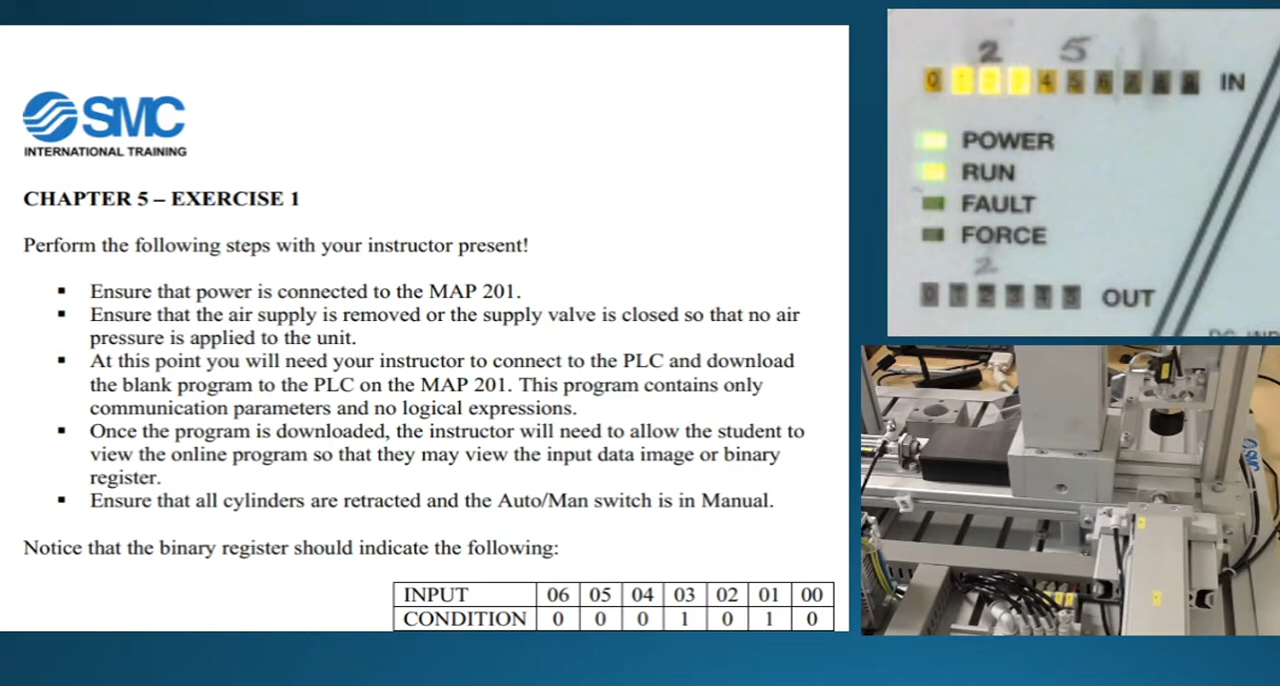 SMC
INTERNATIONAL TRAINING
CHAPTER 5 – EXERCISE 1
Perform the following steps with your instructor present!
▪ Ensure that power is connected to the MAP 201.
▪ Ensure that the air supply is removed or the supply valve is closed so that no air
pressure is applied to the unit.
▪ At this point you will need your instructor to connect to the PLC and download
the blank program to the PLC on the MAP 201. This program contains only
communication parameters and no logical expressions.
▪ Once the program is downloaded, the instructor will need to allow the student to
view the online program so that they may view the input data image or binary
register.
▪ Ensure that all cylinders are retracted and the Auto/Man switch is in Manual.
Notice that the binary register should indicate the following:
INPUT 06 05 04 03 02 01 00
CONDITION 0 0 0 1 0 1 0
2 5
0 1 2 3 4 5 6 7 8 9 IN
POWER
RUN
FAULT
FORCE
2
0 1 2 3 4 5 OUT
SMC